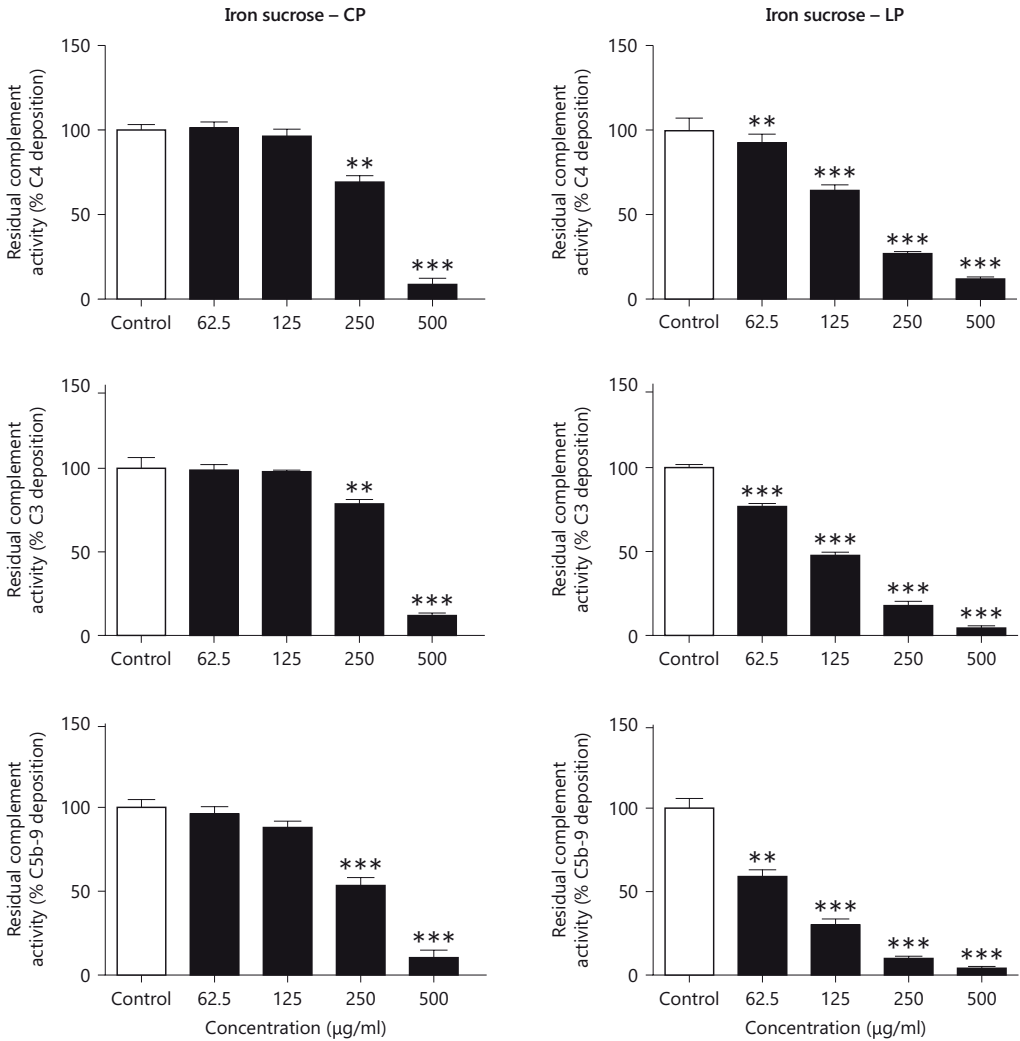 Iron sucrose – CP
Residual complement
activity (% C4 deposition)
150
100
50
0
**
***
Control 62.5 125 250 500
Iron sucrose – LP
Residual complement
activity (% C4 deposition)
150
100
50
0
**
***
***
***
Control 62.5 125 250 500
Residual complement
activity (% C3 deposition)
150
100
50
0
**
***
Control 62.5 125 250 500
Residual complement
activity (% C3 deposition)
150
100
50
0
***
***
***
***
Control 62.5 125 250 500
Residual complement
activity (% C5b-9 deposition)
150
100
50
0
***
***
Control 62.5 125 250 500
Concentration (µg/ml)
Residual complement
activity (% C5b-9 deposition)
150
100
50
0
**
***
***
***
Control 62.5 125 250 500
Concentration (µg/ml)